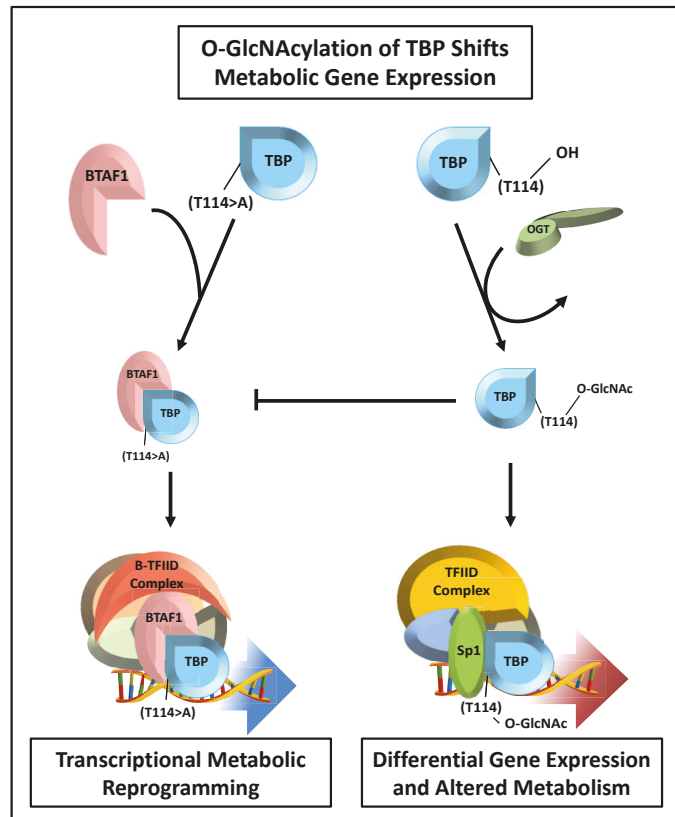 O-GlcNAcylation of TBP Shifts
Metabolic Gene Expression
BTAF1
TBP
(T114>A)
TBP
(T114)
OH
OGT
BTAF1
TBP
(T114>A)
TBP
(T114)
O-GlcNAc
B-TFIID
Complex
BTAF1
TBP
(T114>A)
TFIID
Complex
Sp1
TBP
(T114)
O-GlcNAc
Transcriptional Metabolic
Reprogramming
Differential Gene Expression
and Altered Metabolism